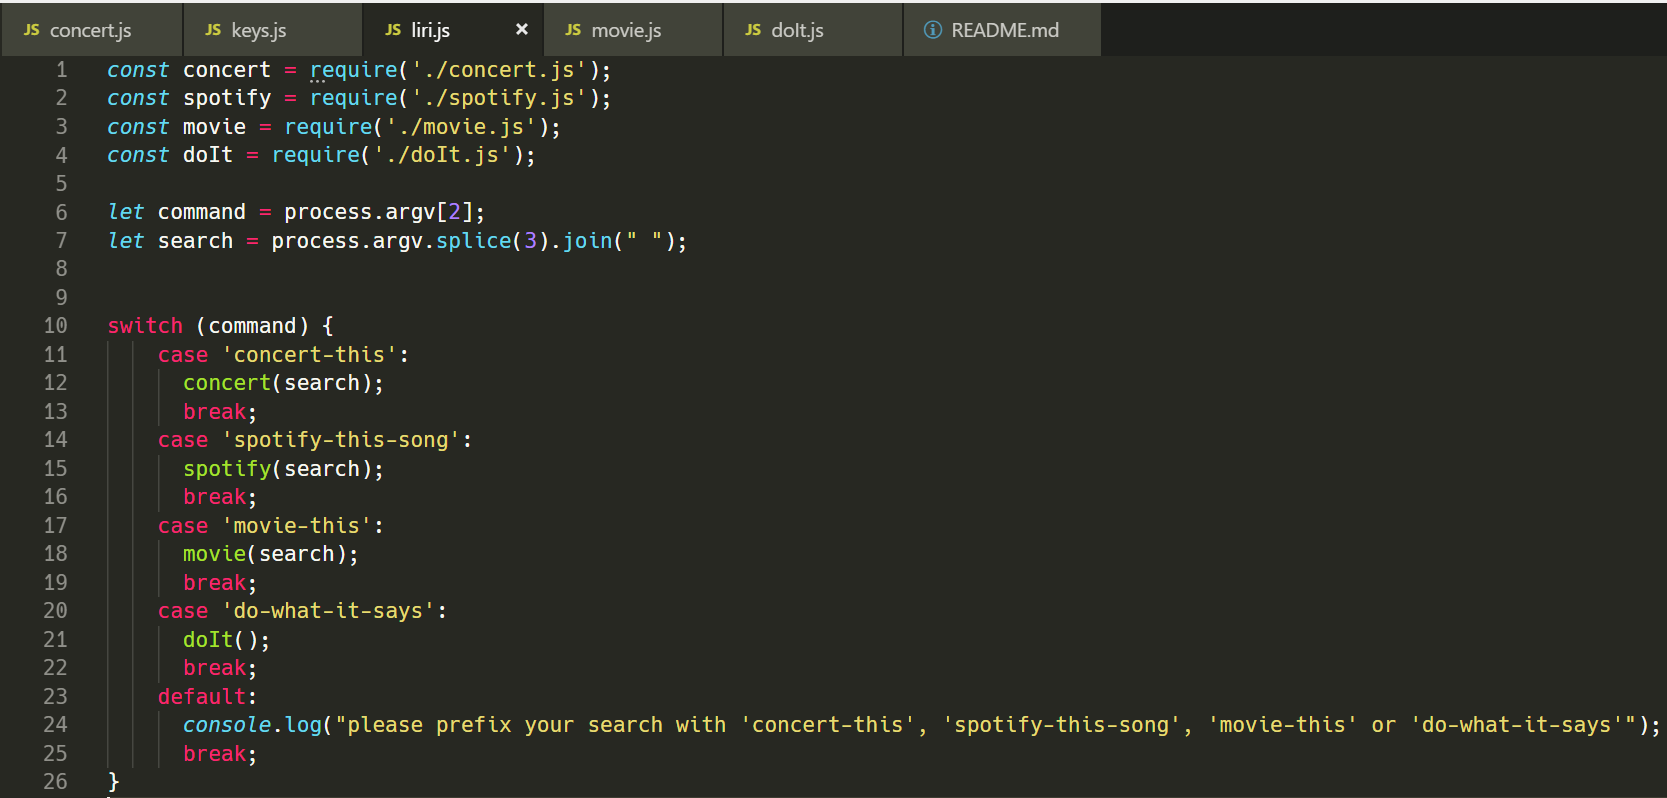 JS concert.js JS keys.js JS liri.js × JS movie.js JS doIt.js ⓘ README.md
1 const concert = require('./concert.js');
2 const spotify = require('./spotify.js');
3 const movie = require('./movie.js');
4 const doIt = require('./doIt.js');
5
6 let command = process.argv[2];
7 let search = process.argv.splice(3).join(" ");
8
9
10 switch (command) {
11 case 'concert-this':
12 concert(search);
13 break;
14 case 'spotify-this-song':
15 spotify(search);
16 break;
17 case 'movie-this':
18 movie(search);
19 break;
20 case 'do-what-it-says':
21 doIt();
22 break;
23 default:
24 console.log("please prefix your search with 'concert-this', 'spotify-this-song', 'movie-this' or 'do-what-it-says'");
25 break;
26 }